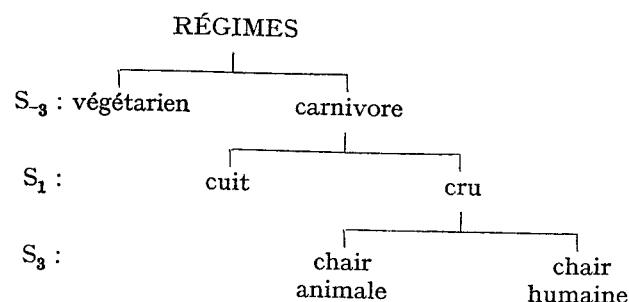 RÉGIMES
S₋₃ : végétarien carnivore
S₁ : cuit cru
S₃ : chair chair
animale humaine